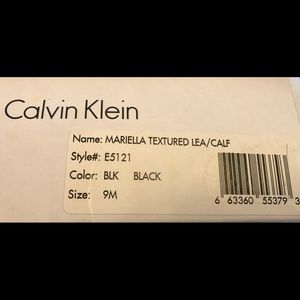 Calvin Klein
Name: MARIELLA TEXTURED LEA/CALF
Style#: E5121
Color: BLK BLACK
Size: 9M
6 63360 55379 3